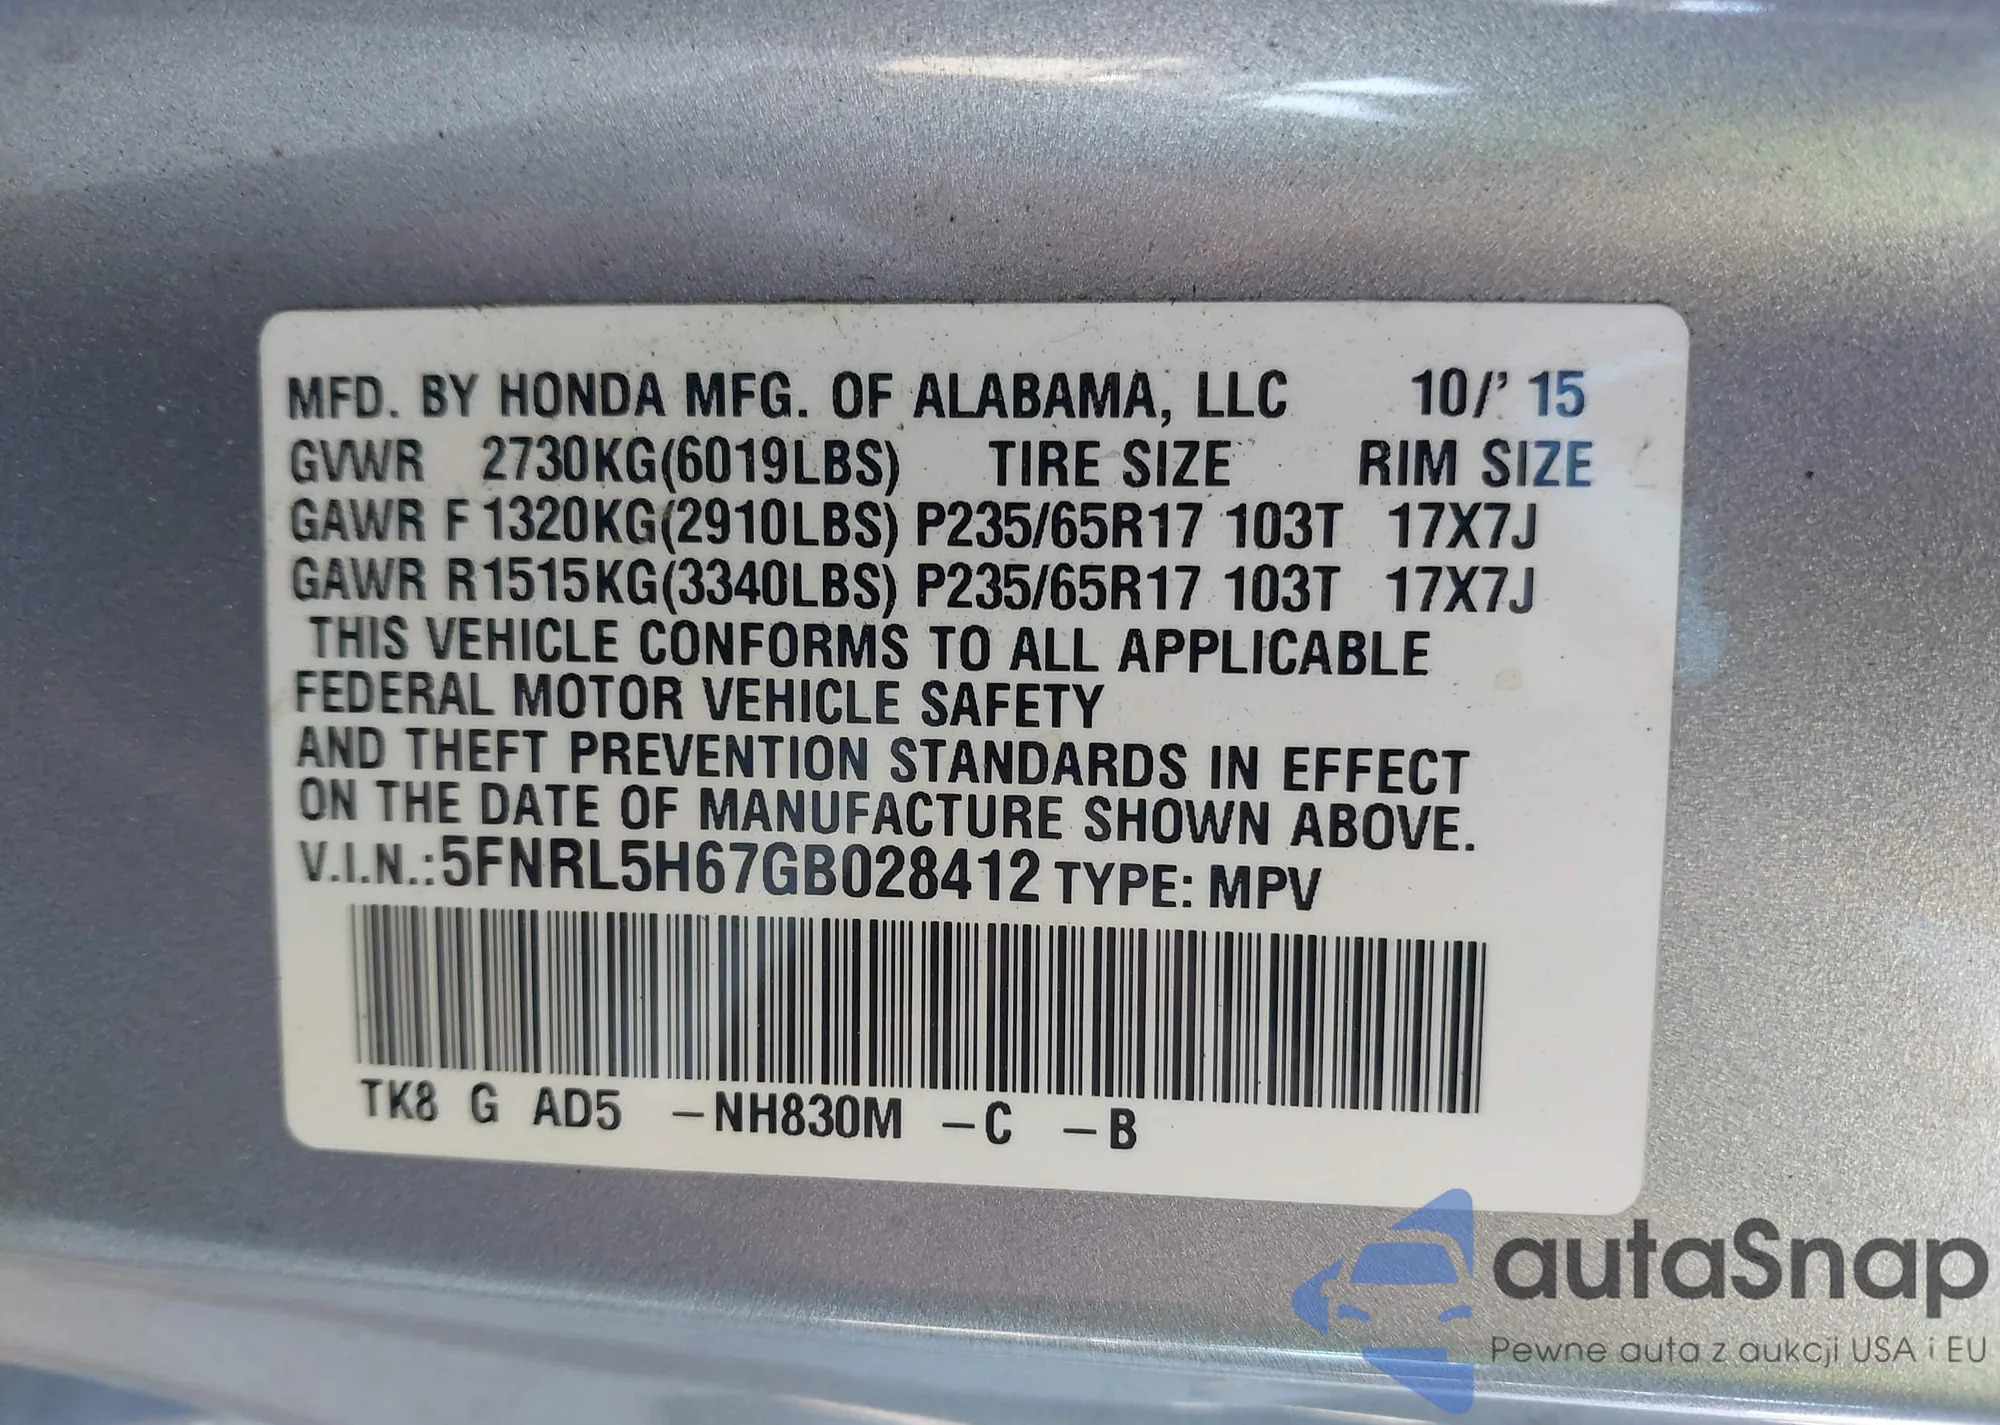 MFD. BY HONDA MFG. OF ALABAMA, LLC 10/' 15
GVWR 2730KG(6019LBS) TIRE SIZE RIM SIZE
GAWR F 1320KG(2910LBS) P235/65R17 103T 17X7J
GAWR R1515KG(3340LBS) P235/65R17 103T 17X7J
THIS VEHICLE CONFORMS TO ALL APPLICABLE
FEDERAL MOTOR VEHICLE SAFETY
AND THEFT PREVENTION STANDARDS IN EFFECT
ON THE DATE OF MANUFACTURE SHOWN ABOVE.
V.I.N.:5FNRL5H67GB028412 TYPE: MPV
TK8 G AD5 –NH830M –C –B
autaSnap
Pewne auta z aukcji USA i EU